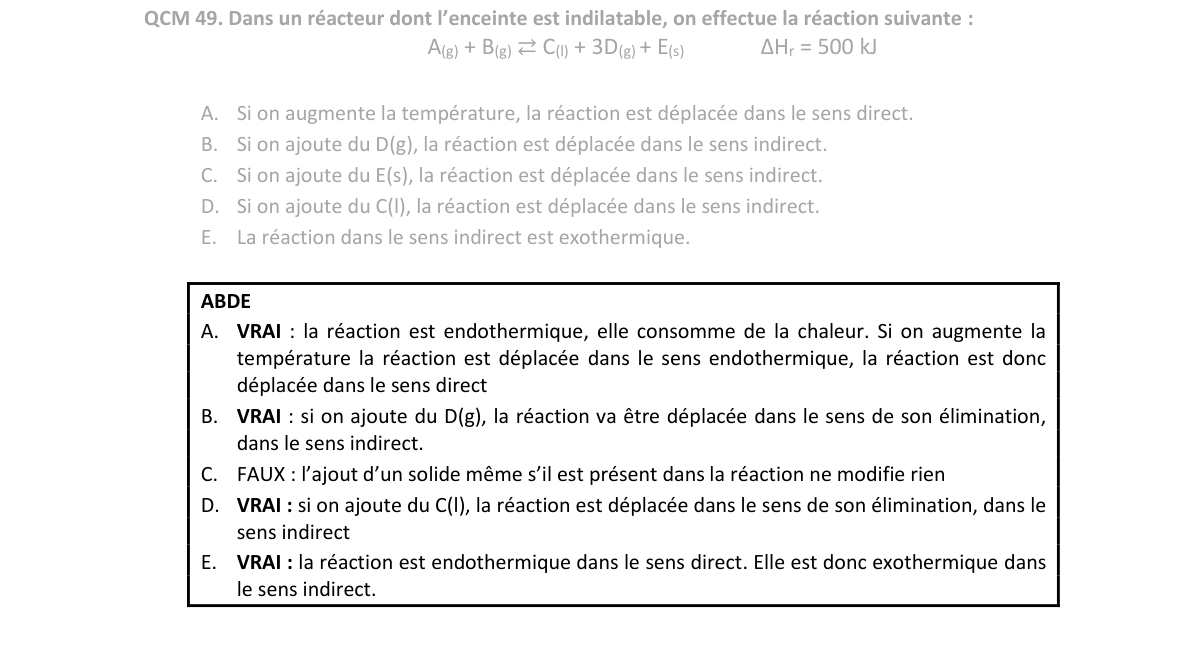 QCM 49. Dans un réacteur dont l’enceinte est indilatable, on effectue la réaction suivante :
A(g) + B(g) ⇄ C(l) + 3D(g) + E(s) ΔHr = 500 kJ
A. Si on augmente la température, la réaction est déplacée dans le sens direct.
B. Si on ajoute du D(g), la réaction est déplacée dans le sens indirect.
C. Si on ajoute du E(s), la réaction est déplacée dans le sens indirect.
D. Si on ajoute du C(l), la réaction est déplacée dans le sens indirect.
E. La réaction dans le sens indirect est exothermique.
ABDE
A. VRAI : la réaction est endothermique, elle consomme de la chaleur. Si on augmente la
température la réaction est déplacée dans le sens endothermique, la réaction est donc
déplacée dans le sens direct
B. VRAI : si on ajoute du D(g), la réaction va être déplacée dans le sens de son élimination,
dans le sens indirect.
C. FAUX : l’ajout d’un solide même s’il est présent dans la réaction ne modifie rien
D. VRAI : si on ajoute du C(l), la réaction est déplacée dans le sens de son élimination, dans le
sens indirect
E. VRAI : la réaction est endothermique dans le sens direct. Elle est donc exothermique dans
le sens indirect.